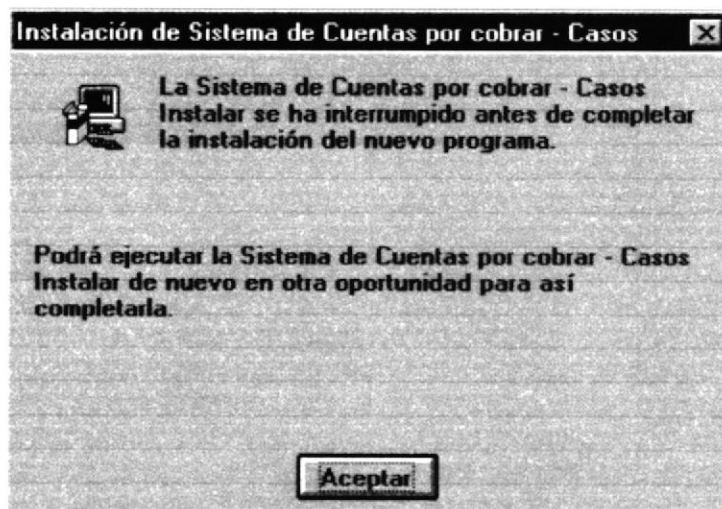 Instalación de Sistema de Cuentas por cobrar - Casos
La Sistema de Cuentas por cobrar - Casos
Instalar se ha interrumpido antes de completar
la instalación del nuevo programa.
Podrá ejecutar la Sistema de Cuentas por cobrar - Casos
Instalar de nuevo en otra oportunidad para así
completarla.
Aceptar